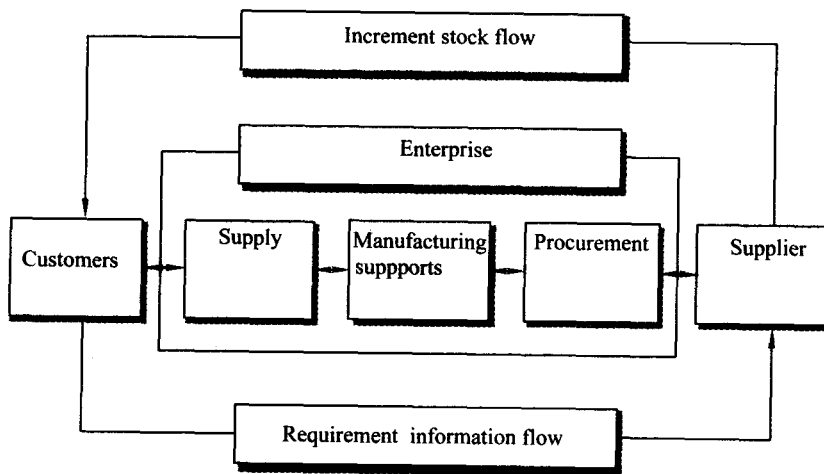 Increment stock flow
Enterprise
Customers
Supply
Manufacturing
suppports
Procurement
Supplier
Requirement information flow